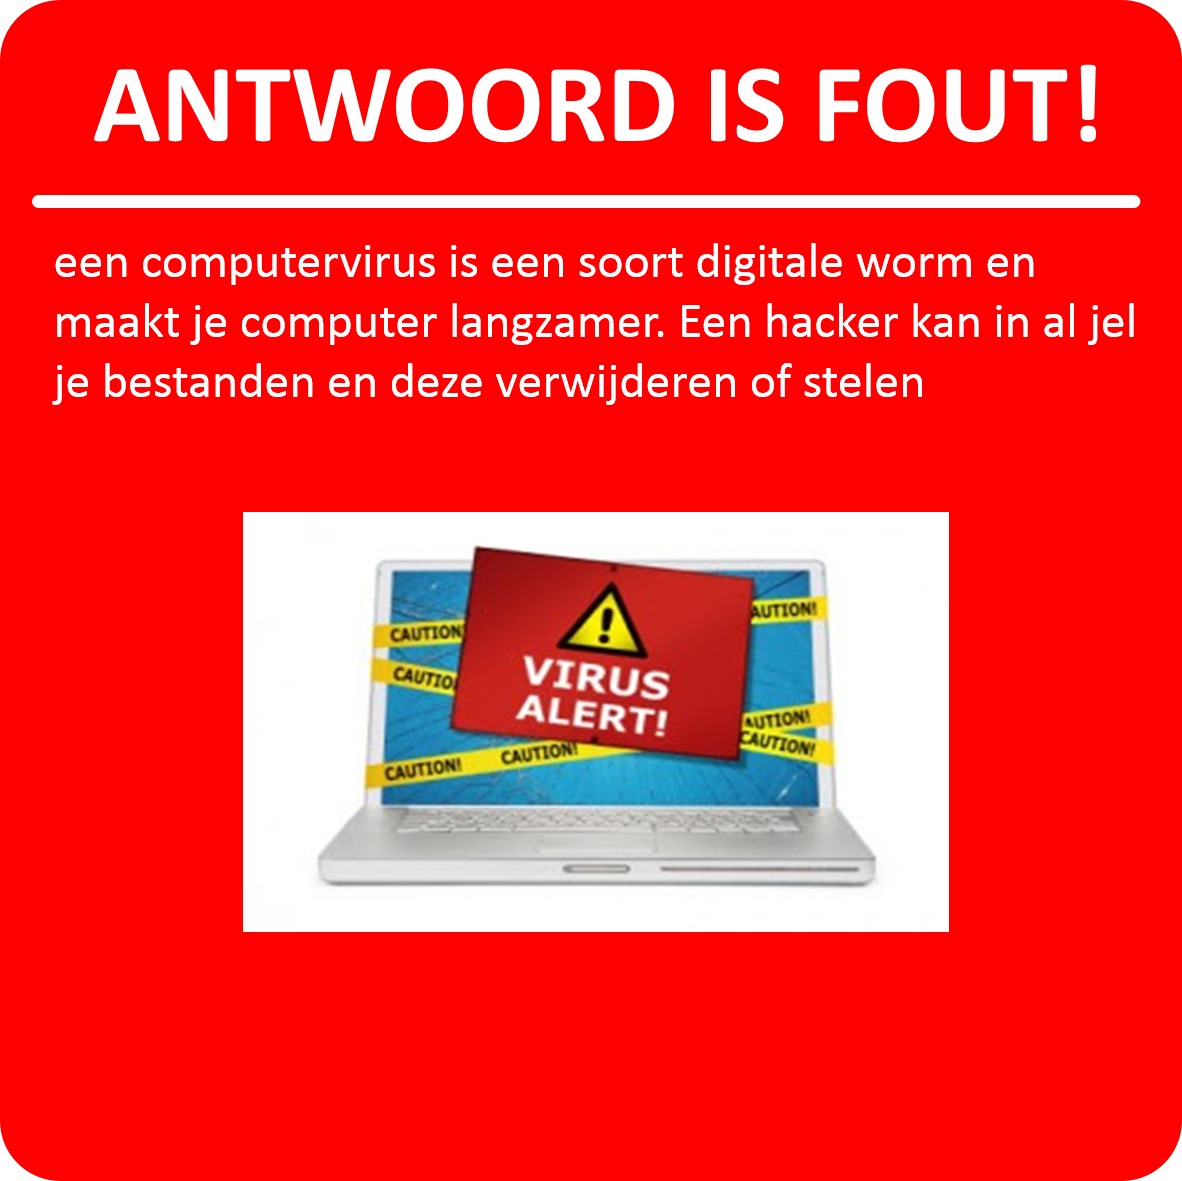 ANTWOORD IS FOUT!
een computervirus is een soort digitale worm en
maakt je computer langzamer. Een hacker kan in al jel
je bestanden en deze verwijderen of stelen
CAUTION!
AUTION!
CAUTIO
VIRUS
ALERT!
AUTION!
CAUTION!
CAUTION!
CAUTION!